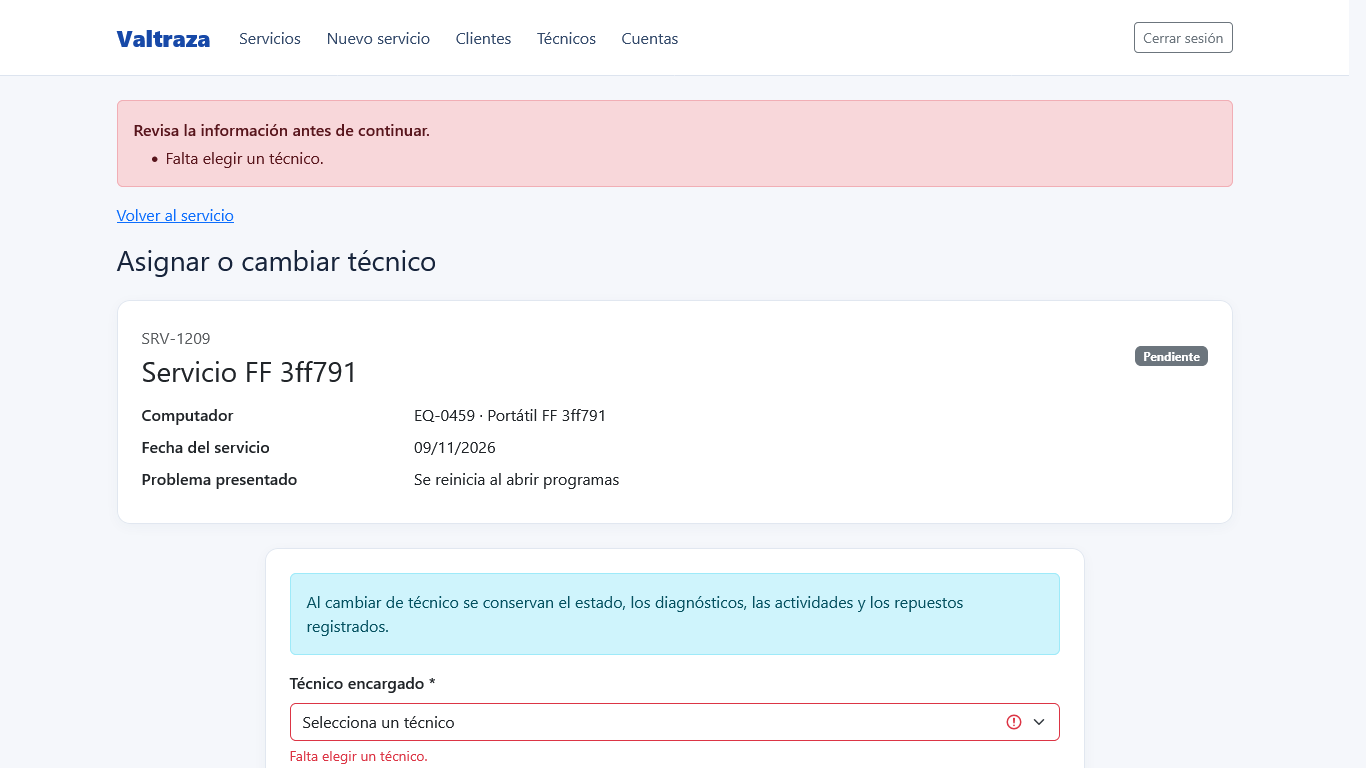 Valtraza
Servicios
Nuevo servicio
Clientes
Técnicos
Cuentas
Cerrar sesión
Revisa la información antes de continuar.
• Falta elegir un técnico.
Volver al servicio
Asignar o cambiar técnico
SRV-1209
Servicio FF 3ff791
Pendiente
Computador EQ-0459 · Portátil FF 3ff791
Fecha del servicio 09/11/2026
Problema presentado Se reinicia al abrir programas
Al cambiar de técnico se conservan el estado, los diagnósticos, las actividades y los repuestos
registrados.
Técnico encargado *
Selecciona un técnico
Falta elegir un técnico.